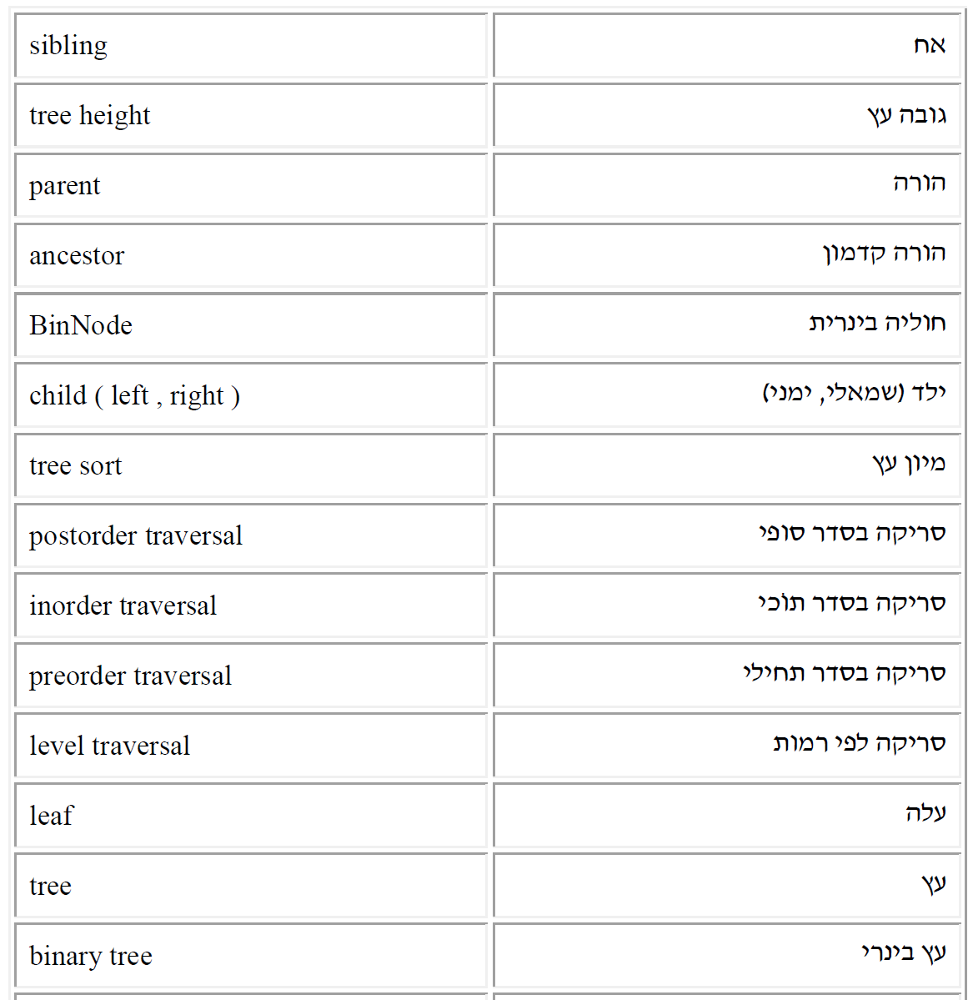 sibling אח
tree height גובה עץ
parent הורה
ancestor הורה קדמון
BinNode חוליה בינרית
child ( left , right ) ילד (שמאלי, ימני)
tree sort מיון עץ
postorder traversal סריקה בסדר סופי
inorder traversal סריקה בסדר תוֹכי
preorder traversal סריקה בסדר תחילי
level traversal סריקה לפי רמות
leaf עלה
tree עץ
binary tree עץ בינרי